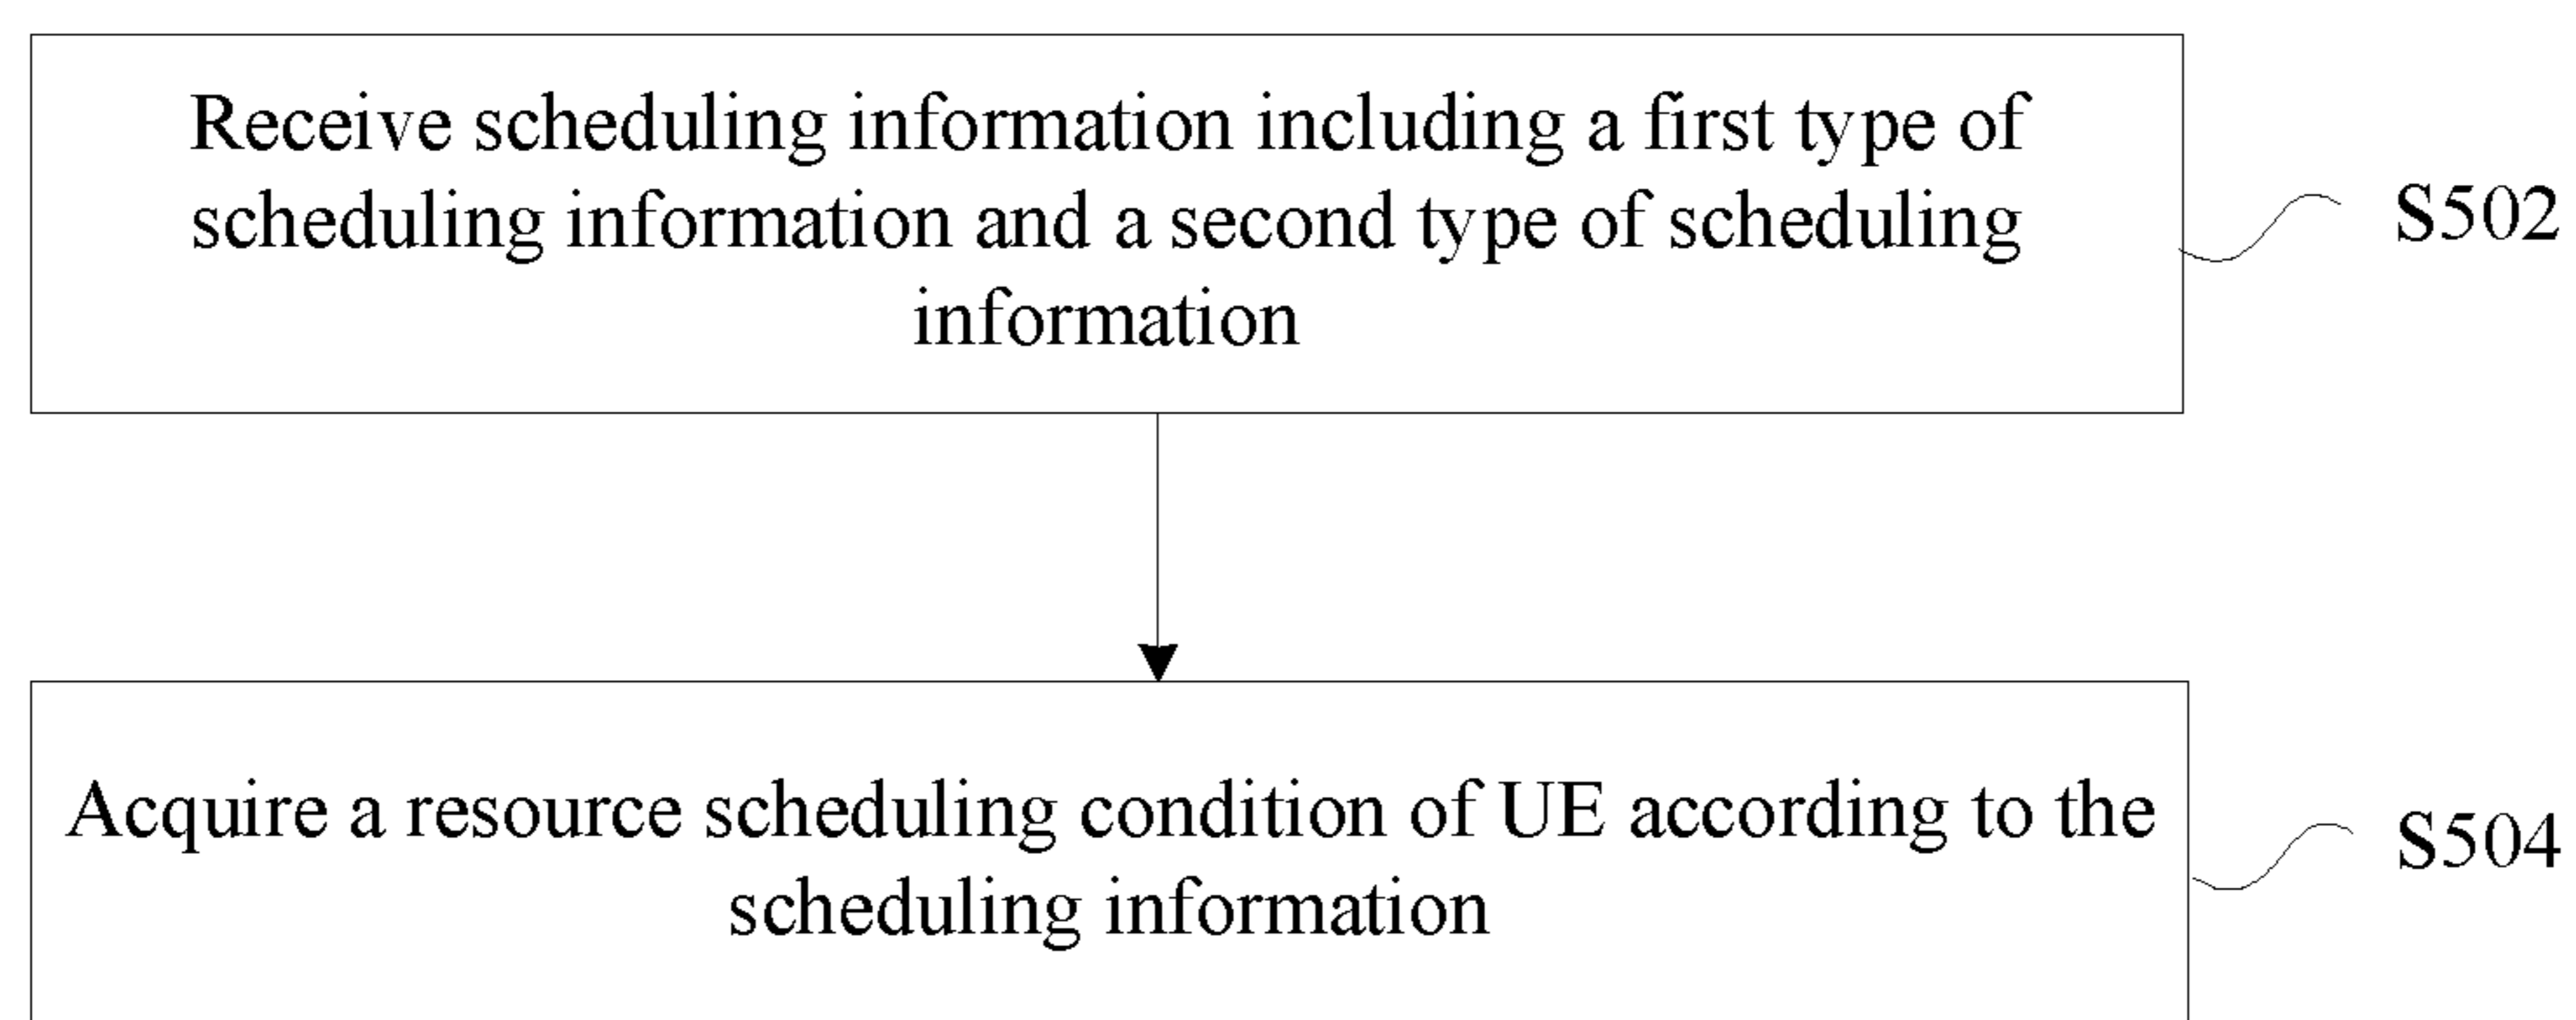 Receive scheduling information including a first type of
scheduling information and a second type of scheduling
information
S502
Acquire a resource scheduling condition of UE according to the
scheduling information
S504